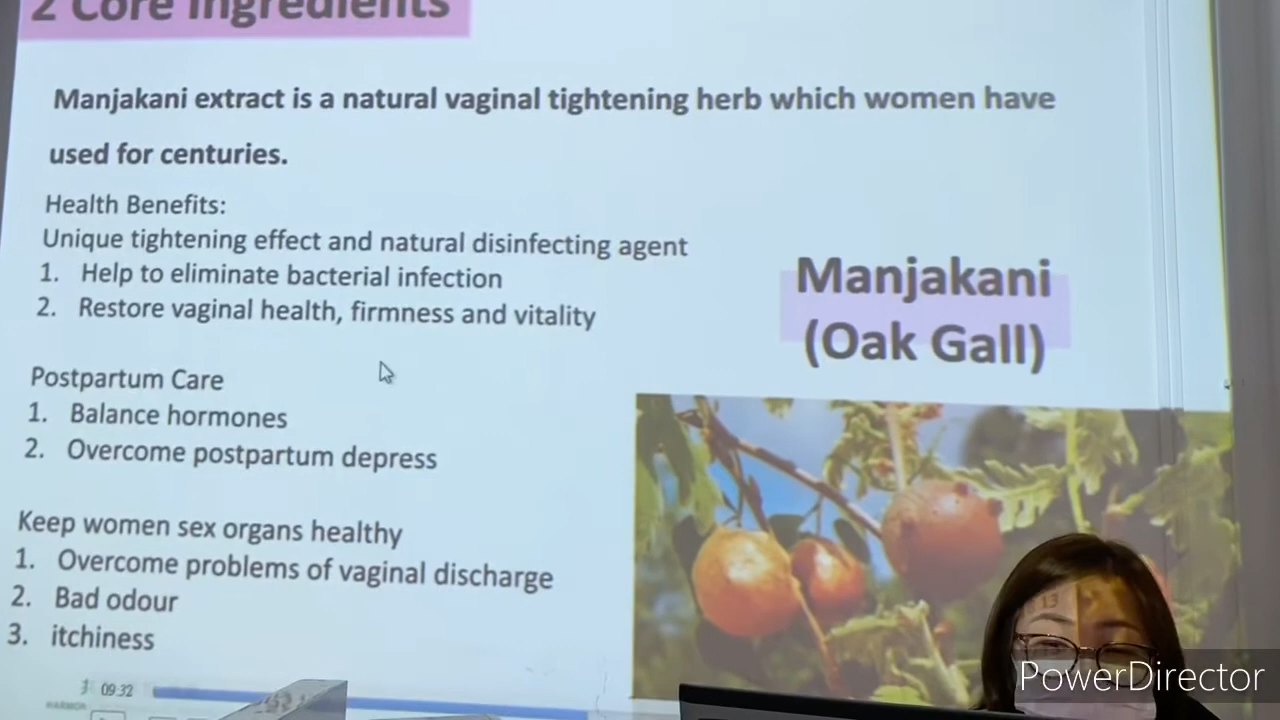 2 Core Ingredients
Manjakani extract is a natural vaginal tightening herb which women have
used for centuries.
Health Benefits:
Unique tightening effect and natural disinfecting agent
1. Help to eliminate bacterial infection
2. Restore vaginal health, firmness and vitality
Manjakani
(Oak Gall)
Postpartum Care
1. Balance hormones
2. Overcome postpartum depress
Keep women sex organs healthy
1. Overcome problems of vaginal discharge
2. Bad odour
3. itchiness
13
09:32
PowerDirector